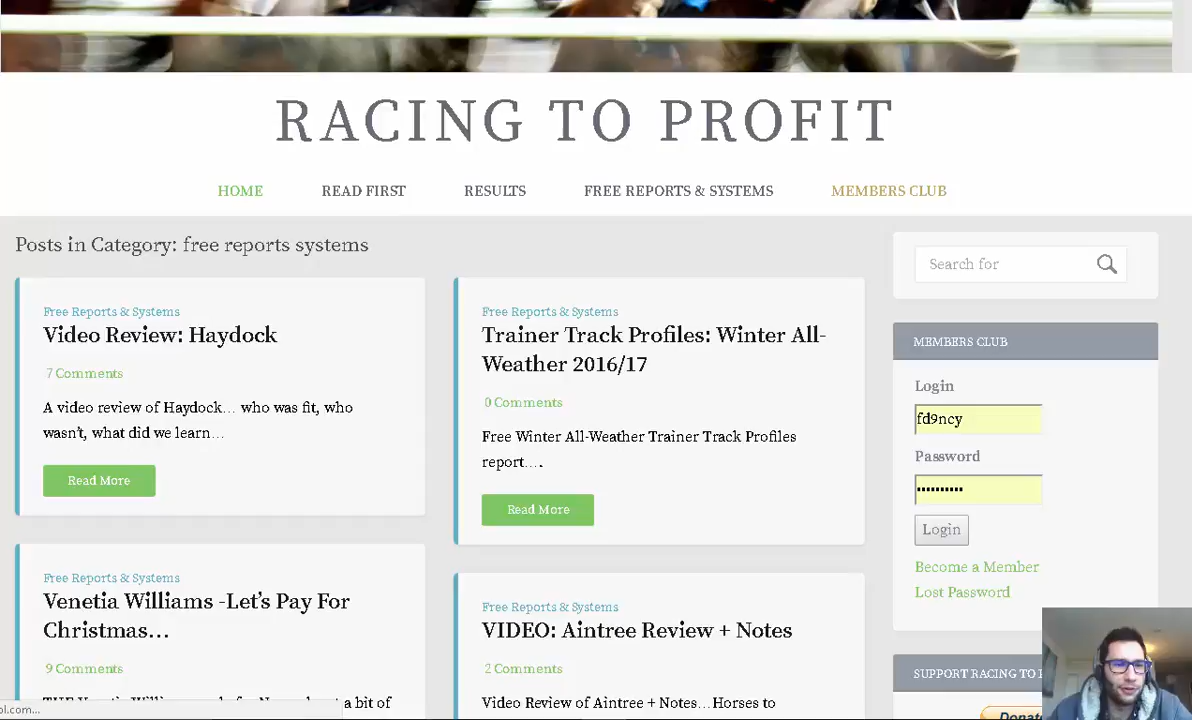 RACING TO PROFIT
HOME READ FIRST RESULTS FREE REPORTS & SYSTEMS MEMBERS CLUB
Posts in Category: free reports systems
Free Reports & Systems
Video Review: Haydock
7 Comments
A video review of Haydock... who was fit, who
wasn't, what did we learn...
Read More
Free Reports & Systems
Trainer Track Profiles: Winter All-
Weather 2016/17
0 Comments
Free Winter All-Weather Trainer Track Profiles
report....
Read More
Free Reports & Systems
Venetia Williams -Let's Pay For
Christmas...
9 Comments
Free Reports & Systems
VIDEO: Aintree Review + Notes
2 Comments
Video Review of Aintree + Notes...Horses to
Search for
MEMBERS CLUB
Login
fd9ncy
Password
••••••••••
Login
Become a Member
Lost Password
SUPPORT RACING TO
ol.com...